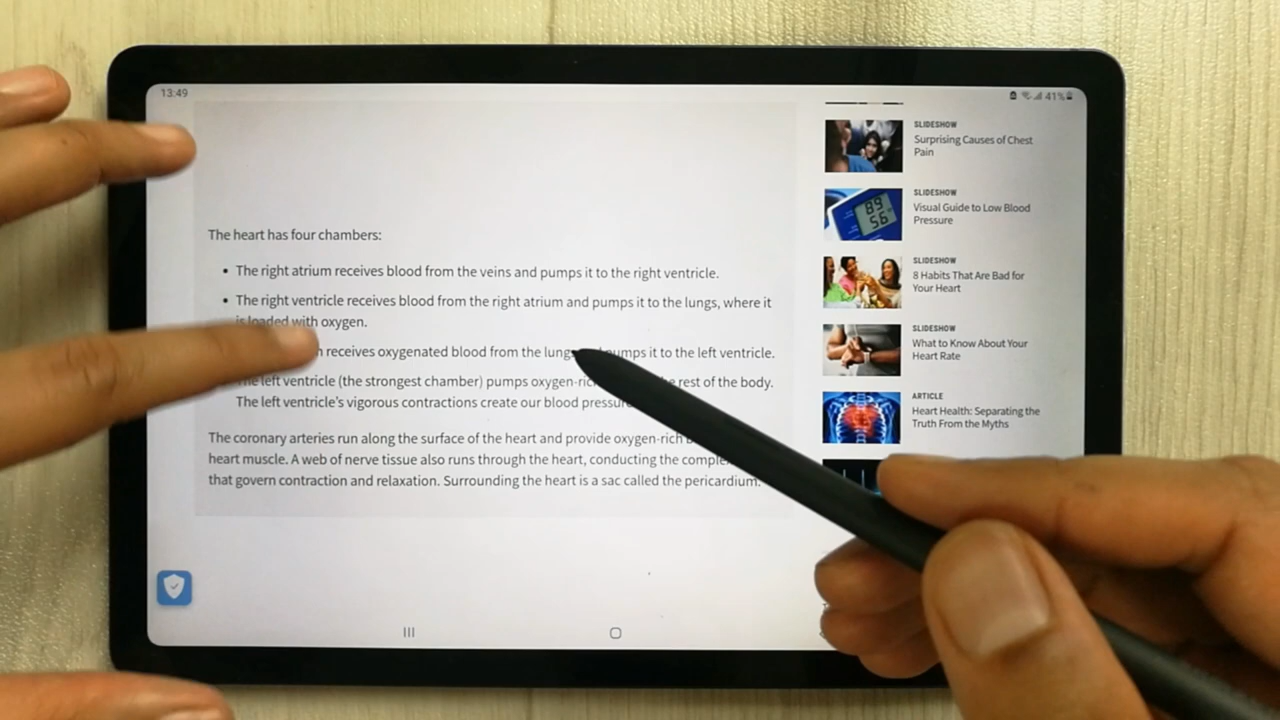 13:49
41%
The heart has four chambers:
• The right atrium receives blood from the veins and pumps it to the right ventricle.
• The right ventricle receives blood from the right atrium and pumps it to the lungs, where it
is loaded with oxygen.
receives oxygenated blood from the lungs pumps it to the left ventricle.
left ventricle (the strongest chamber) pumps oxygen-ric rest of the body.
The left ventricle's vigorous contractions create our blood pressure
The coronary arteries run along the surface of the heart and provide oxygen-rich
heart muscle. A web of nerve tissue also runs through the heart, conducting the
that govern contraction and relaxation. Surrounding the heart is a sac called the pericardium.
SLIDESHOW
Surprising Causes of Chest
Pain
SLIDESHOW
Visual Guide to Low Blood
Pressure
89
56
SLIDESHOW
8 Habits That Are Bad for
Your Heart
SLIDESHOW
What to Know About Your
Heart Rate
ARTICLE
Heart Health: Separating the
Truth From the Myths